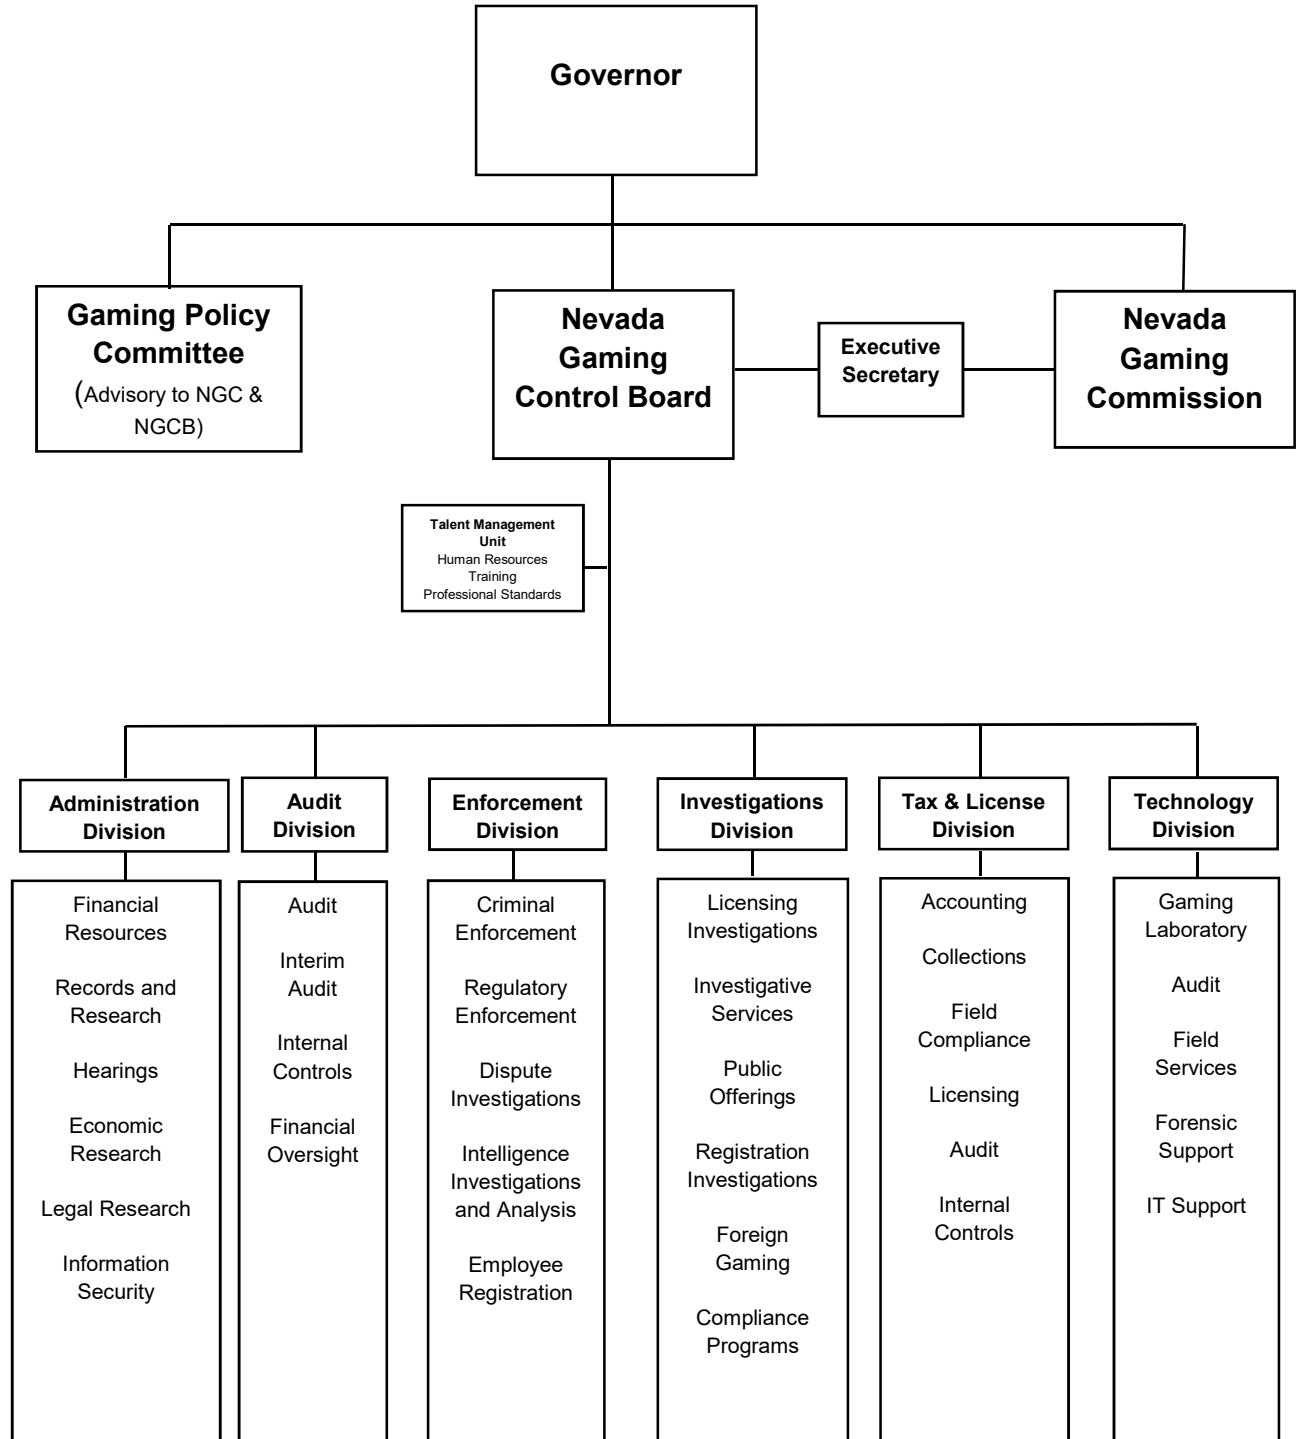 Governor
Gaming Policy
Committee
(Advisory to NGC &
NGCB)
Nevada
Gaming
Control Board
Executive
Secretary
Nevada
Gaming
Commission
Talent Management
Unit
Human Resources
Training
Professional Standards
Administration
Division
Financial
Resources
Records and
Research
Hearings
Economic
Research
Legal Research
Information
Security
Audit
Division
Audit
Interim
Audit
Internal
Controls
Financial
Oversight
Enforcement
Division
Criminal
Enforcement
Regulatory
Enforcement
Dispute
Investigations
Intelligence
Investigations
and Analysis
Employee
Registration
Investigations
Division
Licensing
Investigations
Investigative
Services
Public
Offerings
Registration
Investigations
Foreign
Gaming
Compliance
Programs
Tax & License
Division
Accounting
Collections
Field
Compliance
Licensing
Audit
Internal
Controls
Technology
Division
Gaming
Laboratory
Audit
Field
Services
Forensic
Support
IT Support